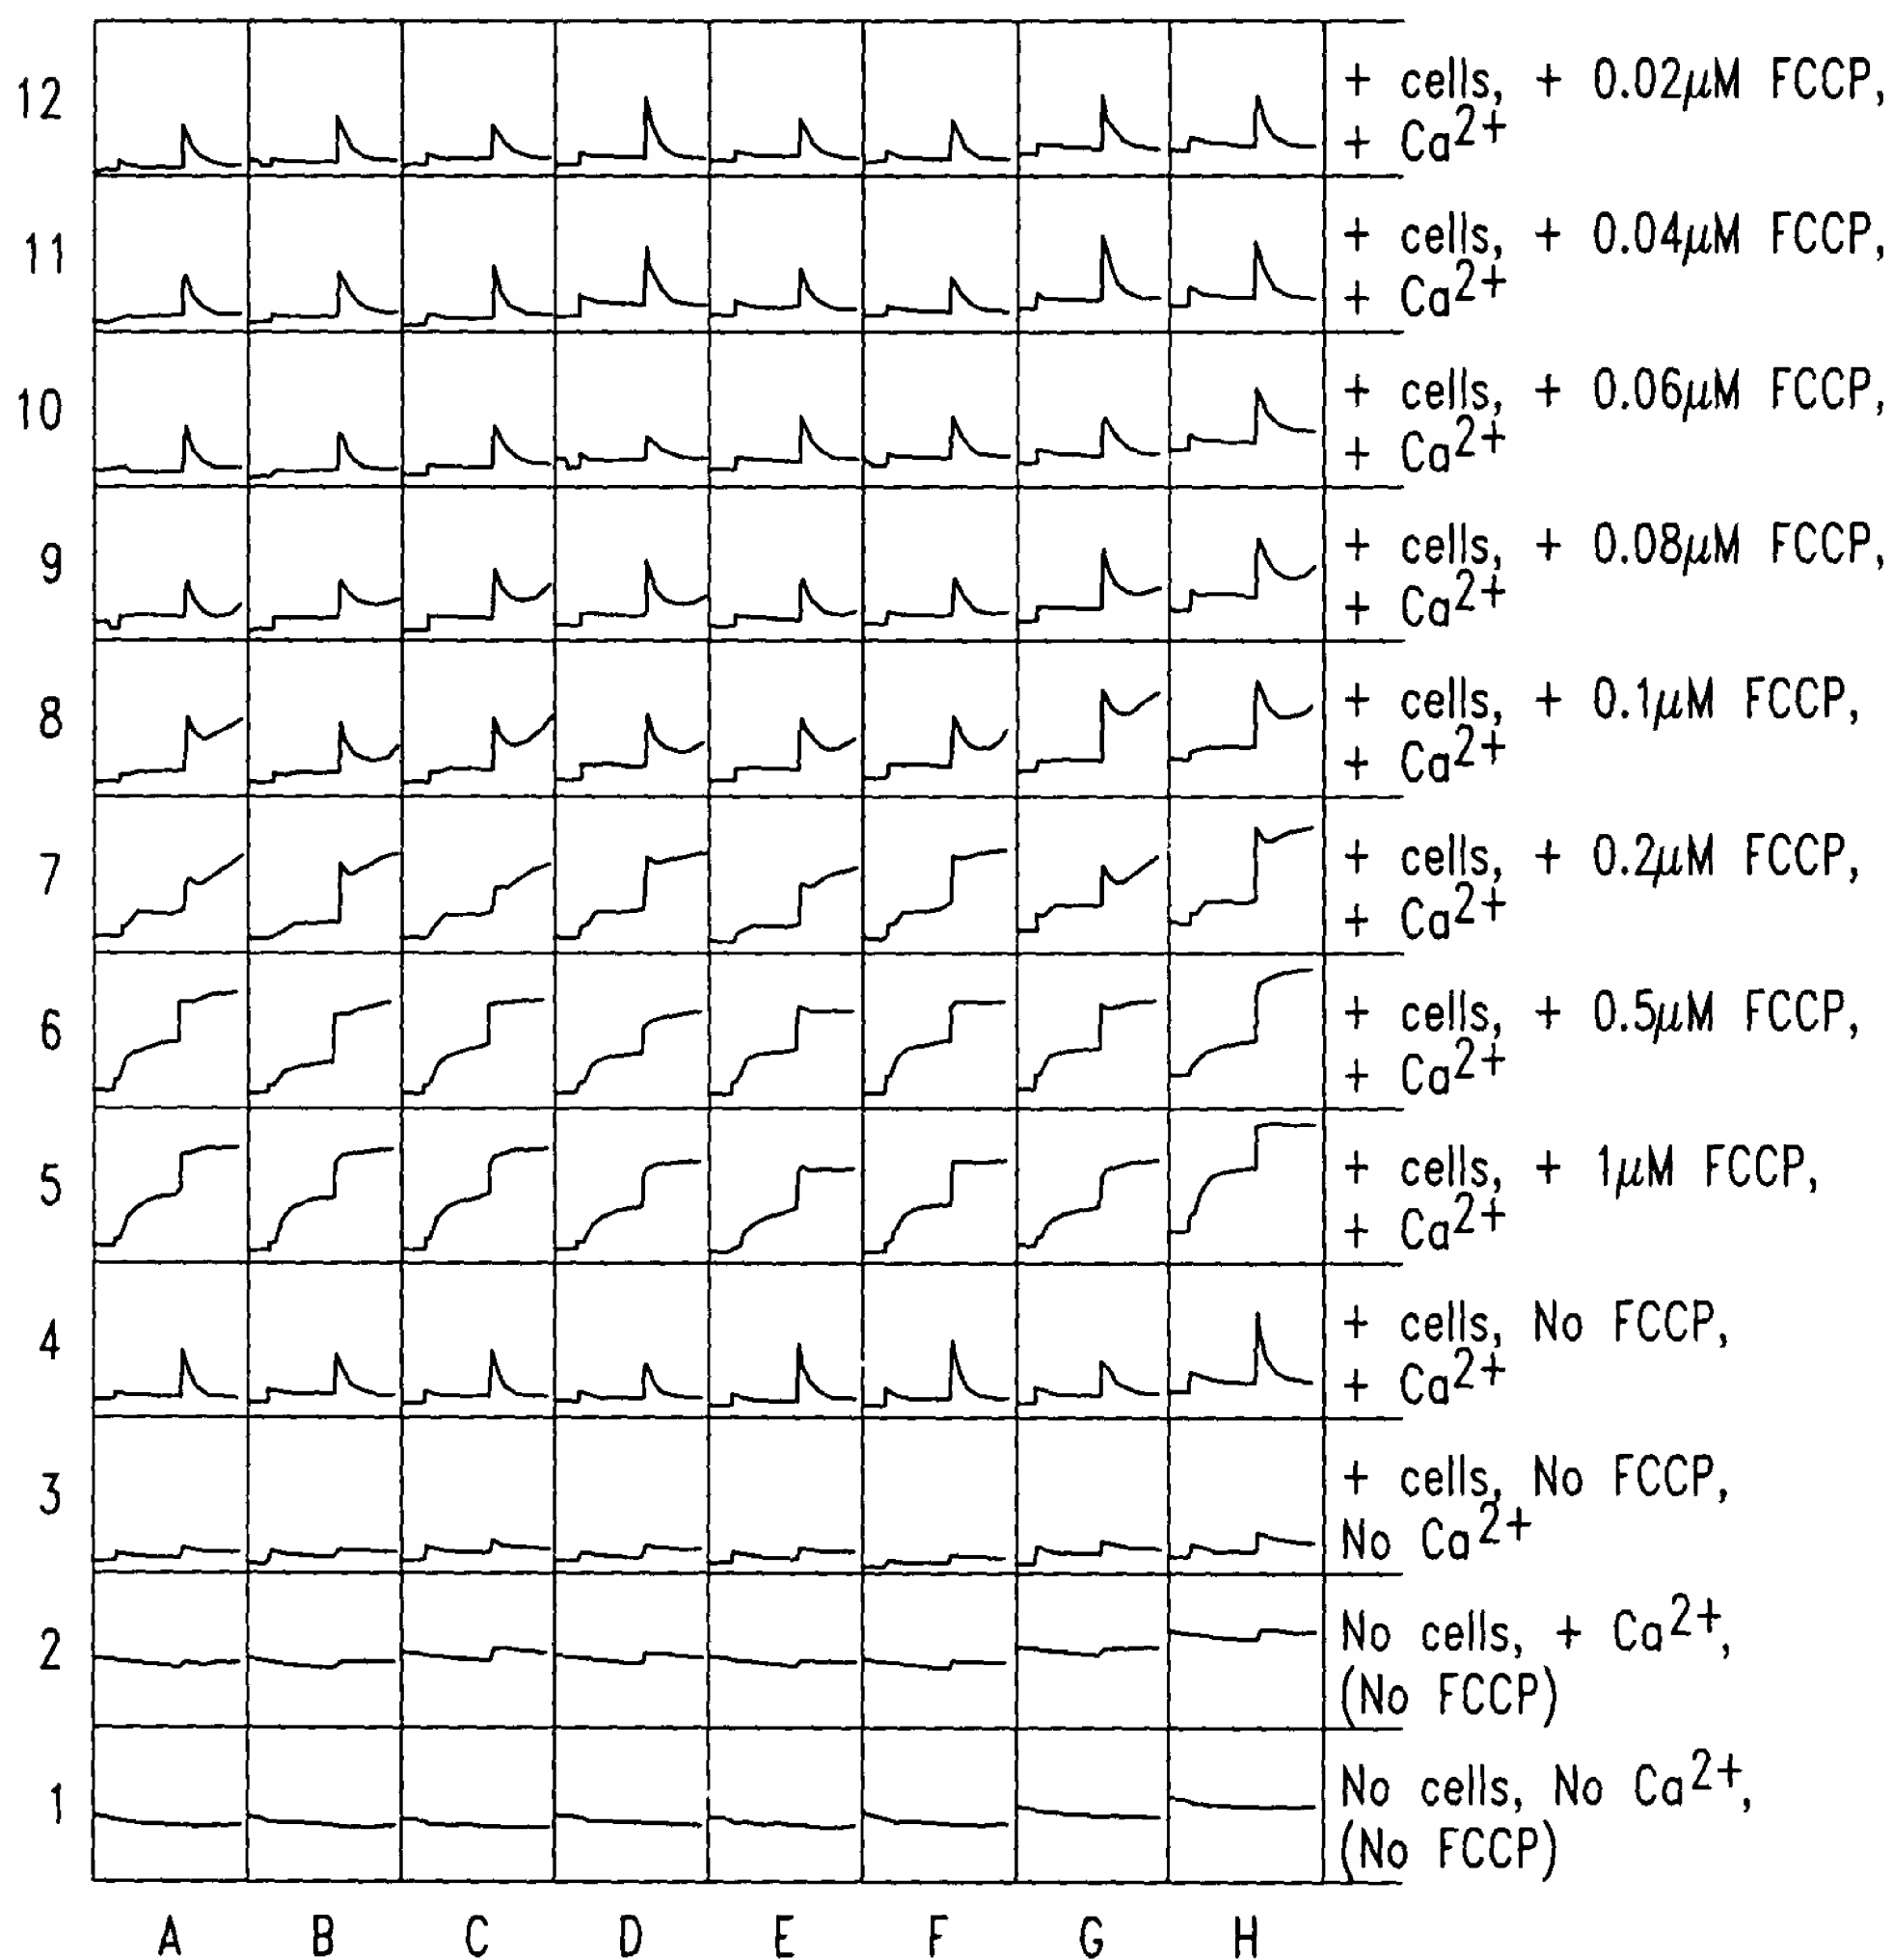 12
+ cells, + 0.02μM FCCP,
+ Ca2+
11
+ cells, + 0.04μM FCCP,
+ Ca2+
10
+ cells, + 0.06μM FCCP,
+ Ca2+
9
+ cells, + 0.08μM FCCP,
+ Ca2+
8
+ cells, + 0.1μM FCCP,
+ Ca2+
7
+ cells, + 0.2μM FCCP,
+ Ca2+
6
+ cells, + 0.5μM FCCP,
+ Ca2+
5
+ cells, + 1μM FCCP,
+ Ca2+
4
+ cells, No FCCP,
+ Ca2+
3
+ cells, No FCCP,
No Ca2+
2
No cells, + Ca2+,
(No FCCP)
1
No cells, No Ca2+,
(No FCCP)
A B C D E F G H